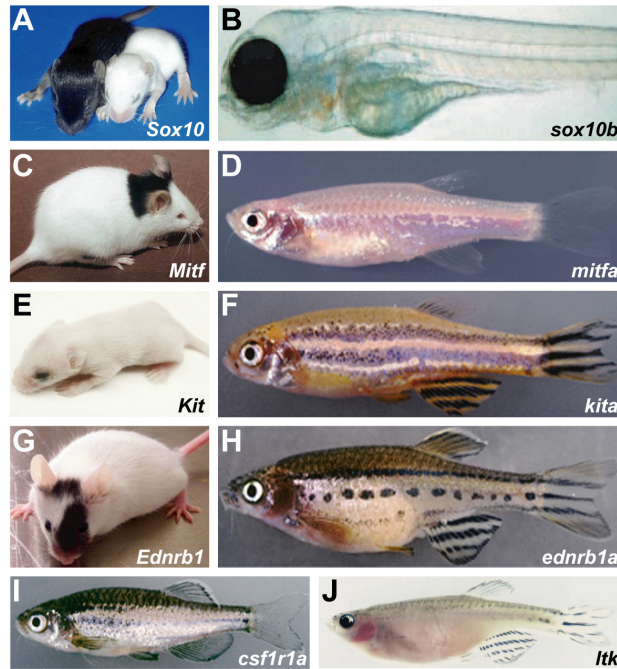 A
Sox10
B
sox10b
C
Mitf
D
mitfa
E
Kit
F
kita
G
Ednrb1
H
ednrb1a
I
csf1r1a
J
ltk